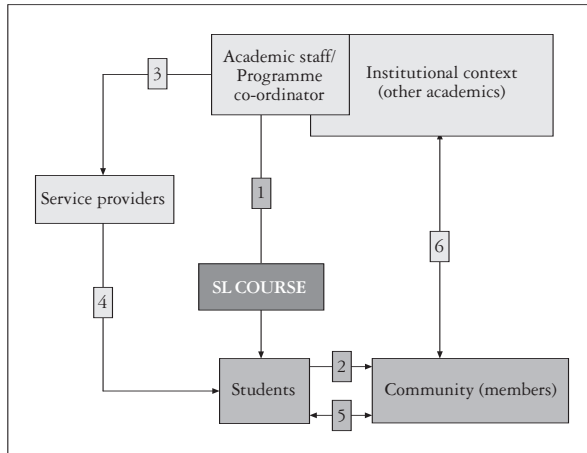 Academic staff/
Programme
co-ordinator
Institutional context
(other academics)
3
Service providers
1
6
SL COURSE
4
Students
2
Community (members)
5